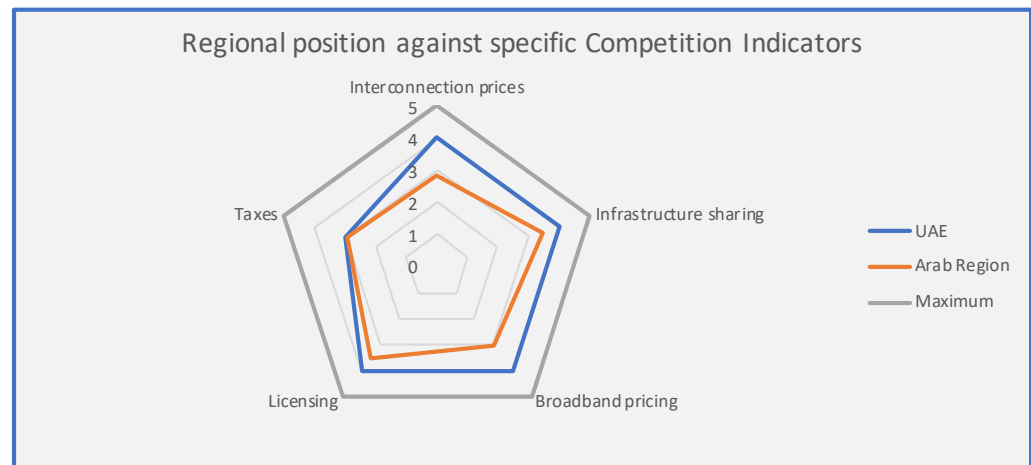 Regional position against specific Competition Indicators
Interconnection prices
5
4
3
2
1
0
Taxes
Infrastructure sharing
Licensing
Broadband pricing
UAE
Arab Region
Maximum